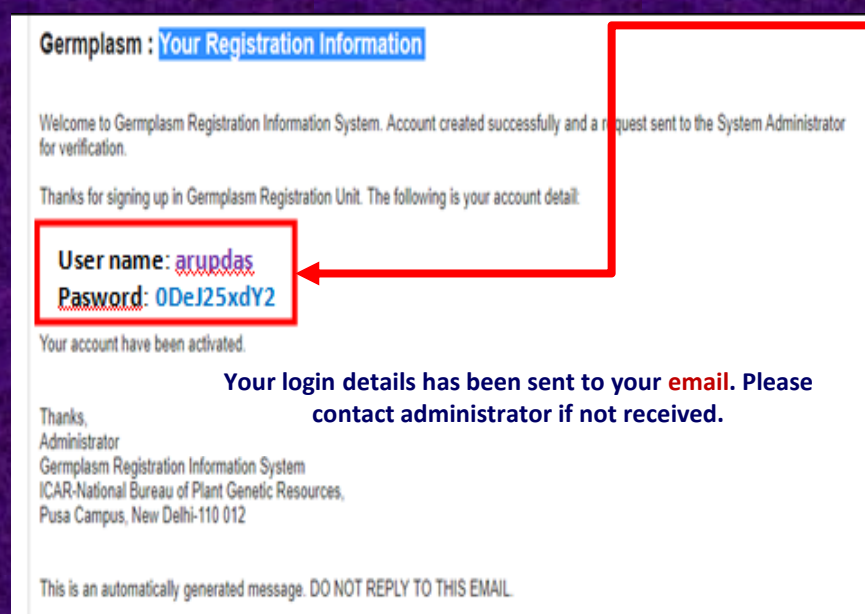 Germplasm : Your Registration Information
Welcome to Germplasm Registration Information System. Account created successfully and a request sent to the System Administrator
for verification.
Thanks for signing up in Germplasm Registration Unit. The following is your account detail:
User name: arupdas
Pasword: 0DeJ25xdY2
Your account have been activated.
Your login details has been sent to your email. Please
contact administrator if not received.
Thanks,
Administrator
Germplasm Registration Information System
ICAR-National Bureau of Plant Genetic Resources,
Pusa Campus, New Delhi-110 012
This is an automatically generated message. DO NOT REPLY TO THIS EMAIL.